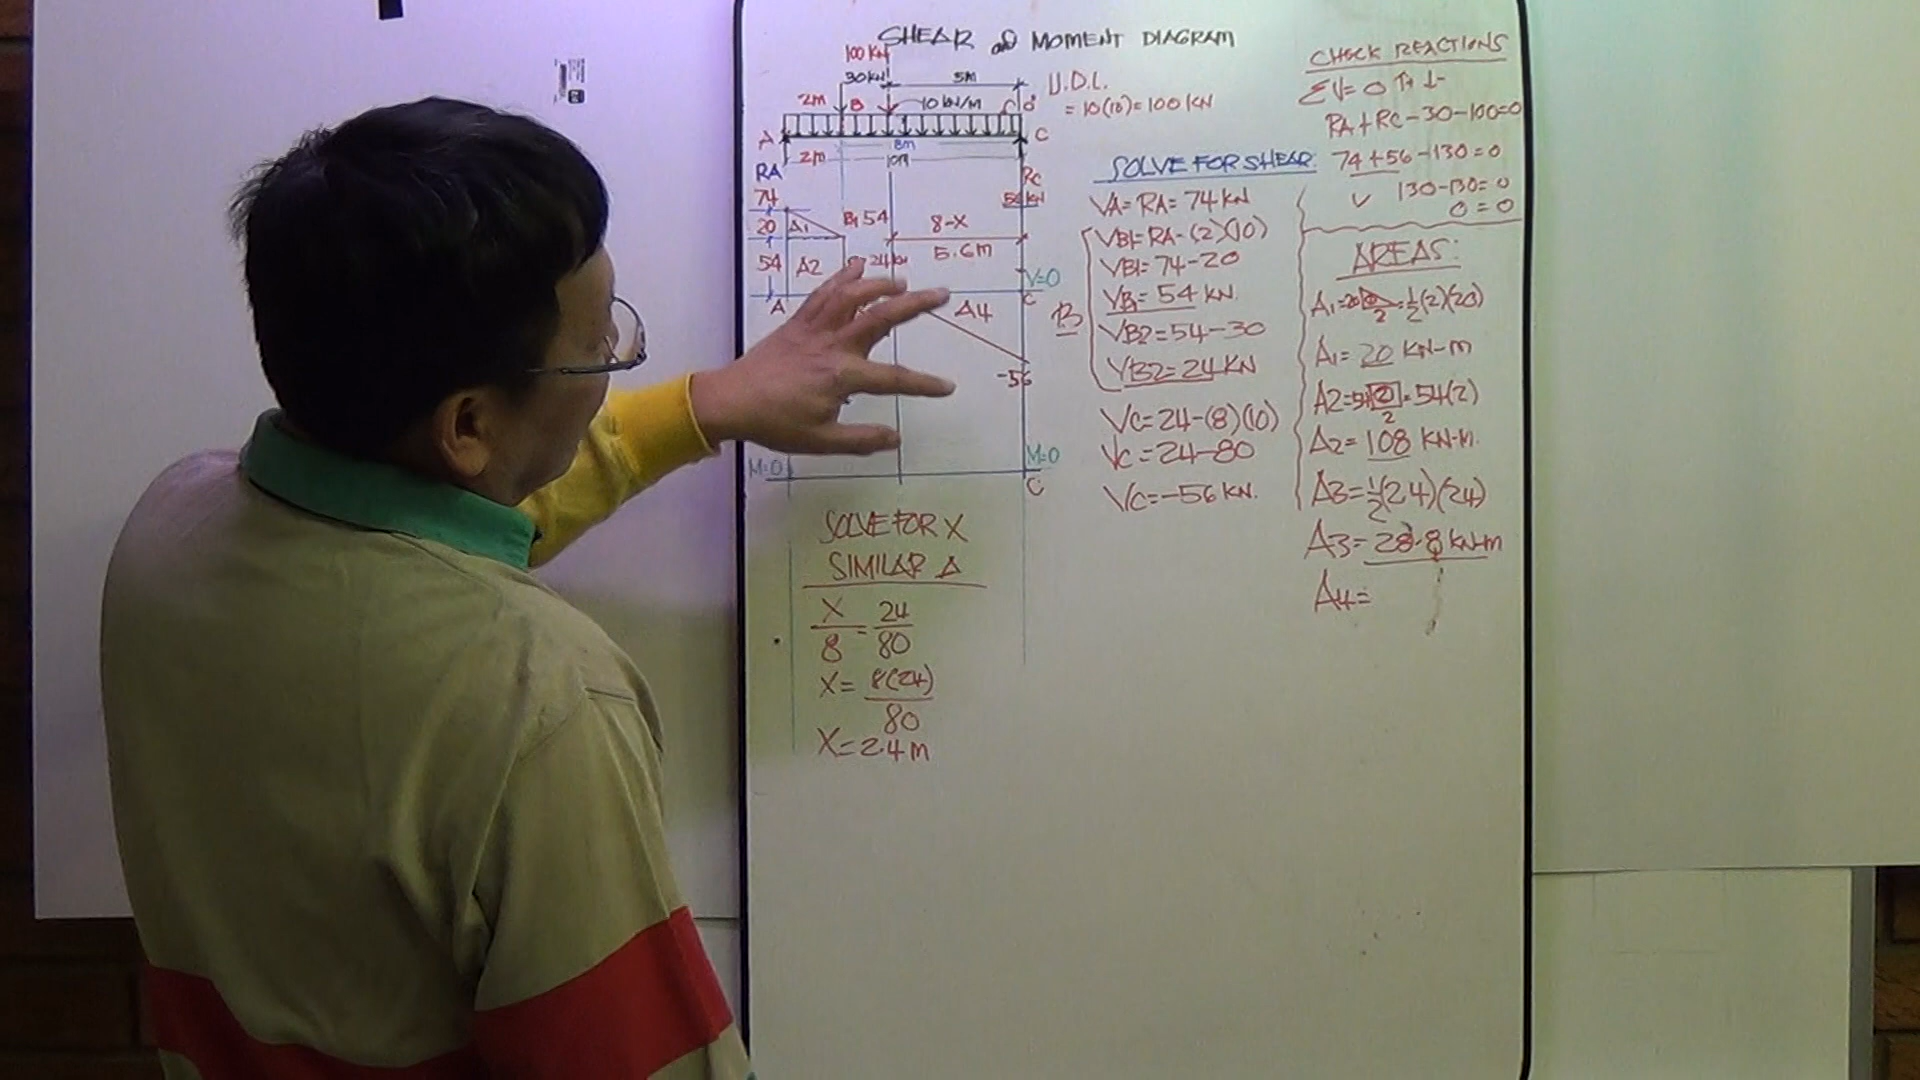 SHEAR and MOMENT DIAGRAM
100 KN
30KN
5M
2M
B
10 KN/M
A
C
8m
2M
10M
U.D.L.
= 10(10) = 100 KN
RA
RC
74
56 KN
20
A1
B1 54
8-X
54
A2
24KN
5.6M
V=0
A
A4
C
-56
M=0
M=0
C
SOLVE FOR X
SIMILAR Δ
X/8 = 24/80
X = 8(24)/80
X = 2.4 M
SOLVE FOR SHEAR:
VA = RA = 74 KN
B
VB1 = RA - (2)(10)
VB1 = 74-20
VB1 = 54 KN.
VB2 = 54-30
VB2 = 24 KN
VC = 24-(8)(10)
VC = 24-80
VC = -56 KN.
CHECK REACTIONS
ΣV = 0 ↑+ ↓-
RA + RC - 30 - 100 = 0
74 + 56 - 130 = 0
130 - 130 = 0
0 = 0
AREAS:
A1 = 20 2 = 1/2 (2)(20)
A1 = 20 KN-M
A2 = 54 2 = 54(2)
A2 = 108 KN-M.
A3 = 1/2 (2.4)(24)
A3 = 28.8 KN-M
A4 =